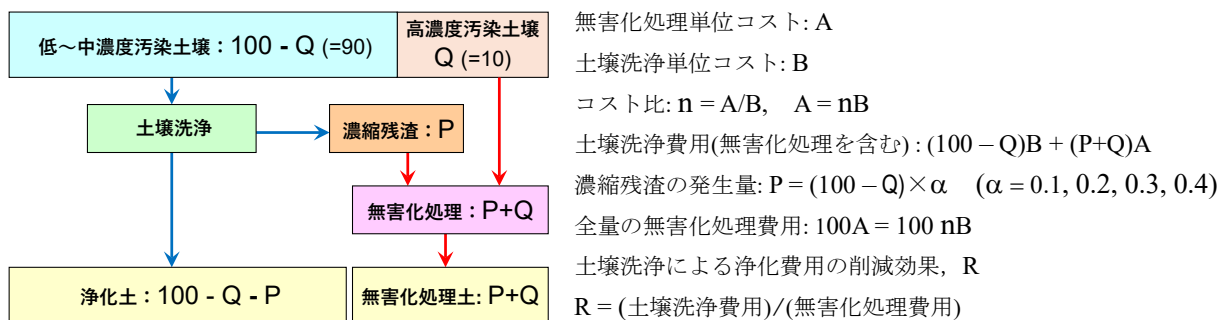 低～中濃度汚染土壌：100 - Q (=90)
高濃度汚染土壌
Q (=10)
土壌洗浄
濃縮残渣：P
無害化処理：P+Q
浄化土：100 - Q - P
無害化処理土: P+Q
無害化処理単位コスト: A
土壌洗浄単位コスト: B
コスト比: n = A/B, A = nB
土壌洗浄費用(無害化処理を含む) : (100 – Q)B + (P+Q)A
濃縮残渣の発生量: P = (100 – Q)×α (α = 0.1, 0.2, 0.3, 0.4)
全量の無害化処理費用: 100A = 100 nB
土壌洗浄による浄化費用の削減効果, R
R = (土壌洗浄費用)/(無害化処理費用)